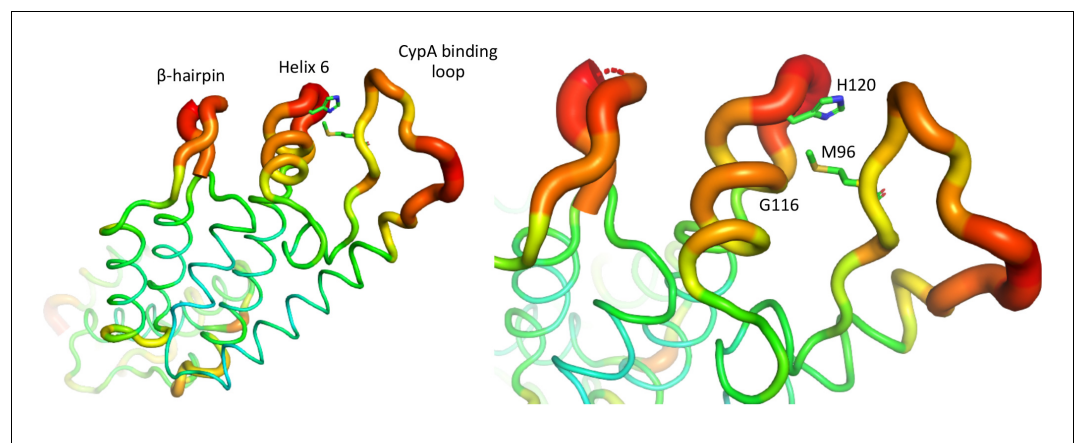 β-hairpin
Helix 6
CypA binding
loop
H120
M96
G116